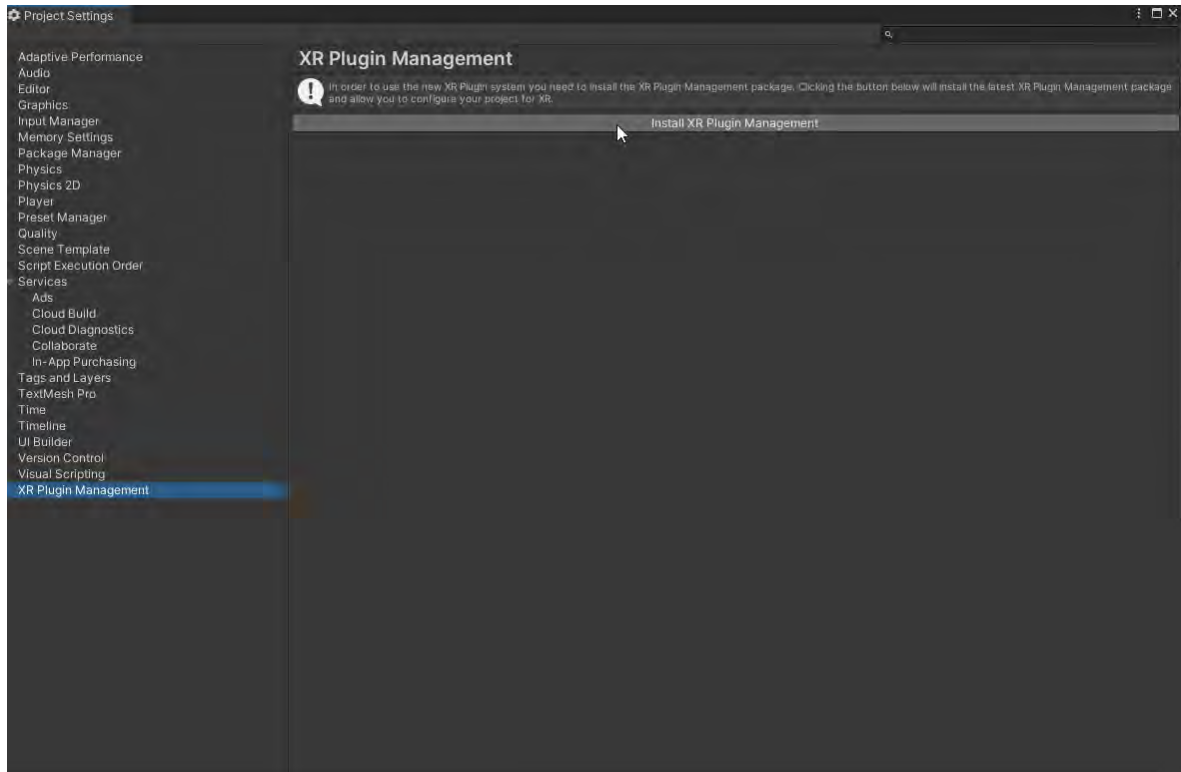 Project Settings
Adaptive Performance
Audio
Editor
Graphics
Input Manager
Memory Settings
Package Manager
Physics
Physics 2D
Player
Preset Manager
Quality
Scene Template
Script Execution Order
Services
Ads
Cloud Build
Cloud Diagnostics
Collaborate
In-App Purchasing
Tags and Layers
TextMesh Pro
Time
Timeline
UI Builder
Version Control
Visual Scripting
XR Plugin Management
XR Plugin Management
In order to use the new XR Plugin system you need to install the XR Plugin Management package. Clicking the button below will install the latest XR Plugin Management package
and allow you to configure your project for XR.
Install XR Plugin Management